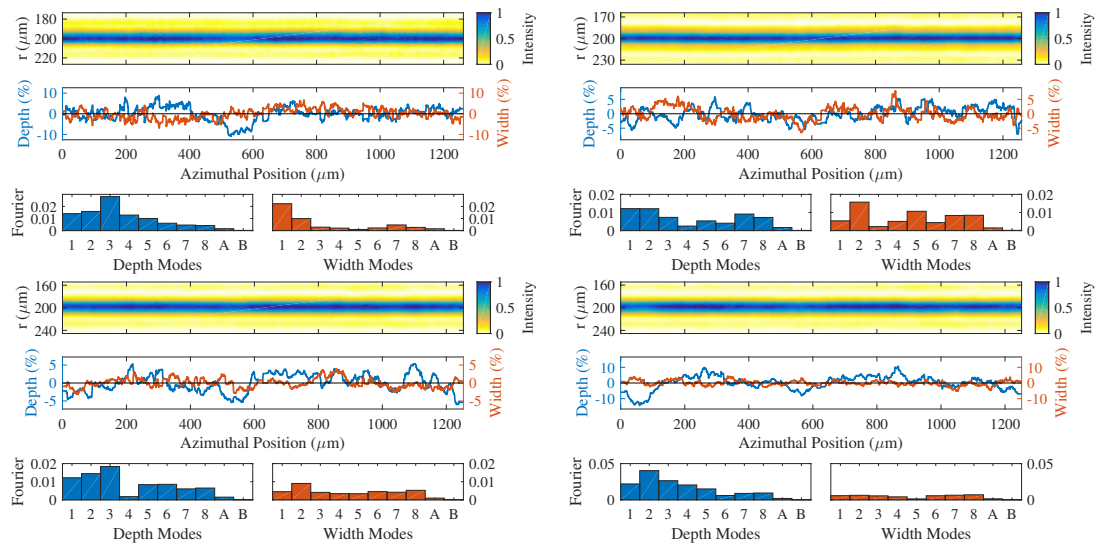 180
200
220
r (μm)
1
0.5
0
Intensity
10
0
-10
Depth (%)
10
0
-10
Width (%)
0 200 400 600 800 1000 1200
Azimuthal Position (μm)
0.02
0.01
0
Fourier
1 2 3 4 5 6 7 8 A B
Depth Modes
1 2 3 4 5 6 7 8 A B
Width Modes
0.02
0.01
0
170
200
230
r (μm)
1
0.5
0
Intensity
5
0
-5
Depth (%)
5
0
-5
Width (%)
0 200 400 600 800 1000 1200
Azimuthal Position (μm)
0.02
0.01
0
Fourier
1 2 3 4 5 6 7 8 A B
Depth Modes
1 2 3 4 5 6 7 8 A B
Width Modes
0.02
0.01
0
160
200
240
r (μm)
1
0.5
0
Intensity
5
0
-5
Depth (%)
5
0
-5
Width (%)
0 200 400 600 800 1000 1200
Azimuthal Position (μm)
0.02
0.01
0
Fourier
1 2 3 4 5 6 7 8 A B
Depth Modes
1 2 3 4 5 6 7 8 A B
Width Modes
0.02
0.01
0
160
200
240
r (μm)
1
0.5
0
Intensity
10
0
-10
Depth (%)
10
0
-10
Width (%)
0 200 400 600 800 1000 1200
Azimuthal Position (μm)
0.05
0
Fourier
1 2 3 4 5 6 7 8 A B
Depth Modes
1 2 3 4 5 6 7 8 A B
Width Modes
0.05
0